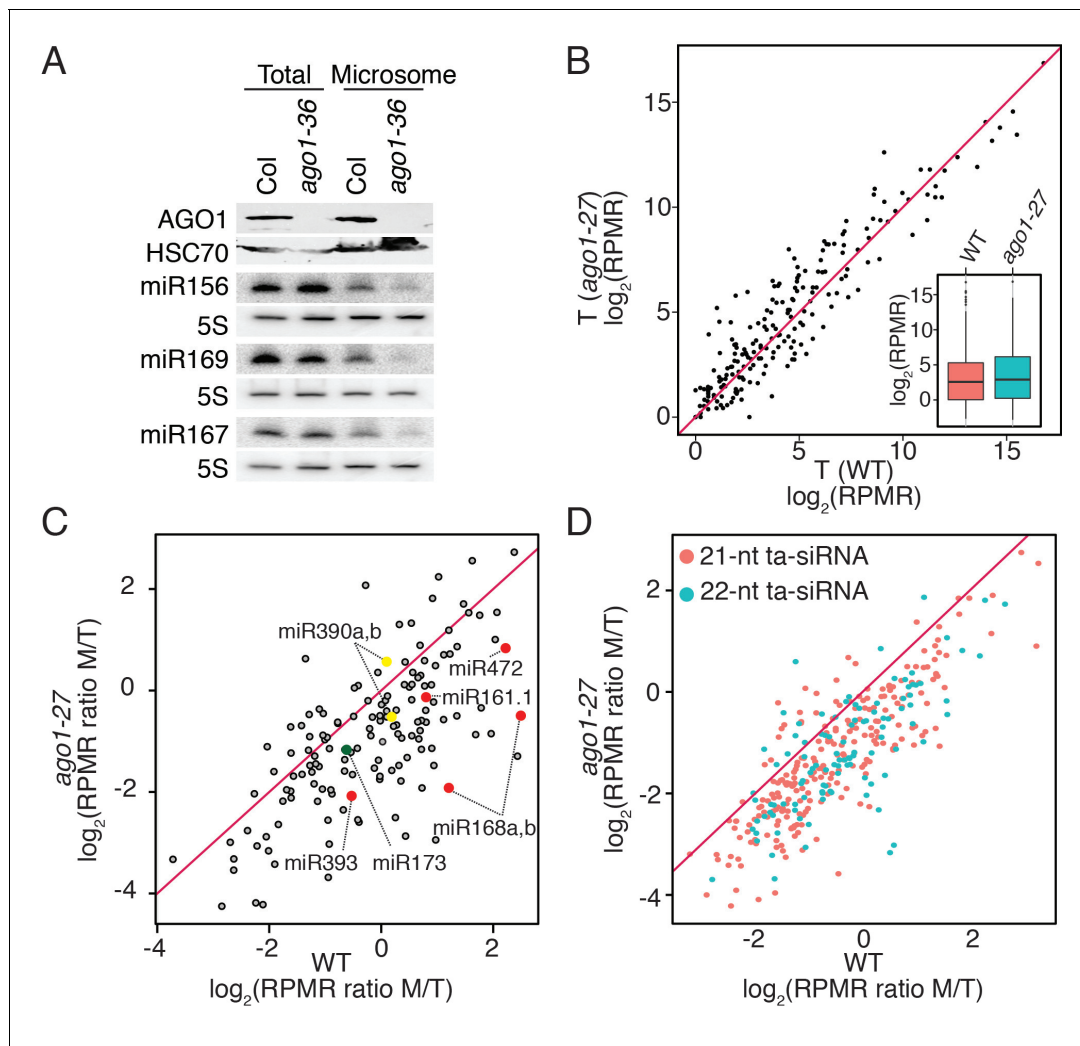 A
Total Microsome
Col ago1-36 Col ago1-36
AGO1
HSC70
miR156
5S
miR169
5S
miR167
5S
B
T (ago1-27)
log2(RPMR)
15
10
5
0
0 5 10 15
T (WT)
log2(RPMR)
WT ago1-27
log2(RPMR)
15
10
5
0
C
ago1-27
log2(RPMR ratio M/T)
2
0
-2
-4
miR390a,b
miR472
miR161.1
miR168a,b
miR393 miR173
-4 -2 0 2
WT
log2(RPMR ratio M/T)
D
21-nt ta-siRNA
22-nt ta-siRNA
ago1-27
log2(RPMR ratio M/T)
2
0
-2
-4
-2 0 2
WT
log2(RPMR ratio M/T)